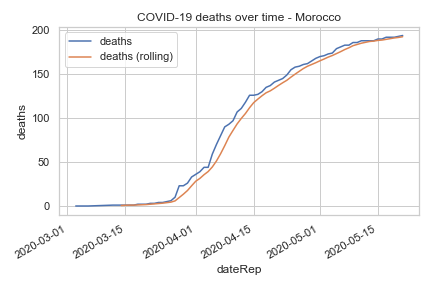 COVID-19 deaths over time - Morocco
200
150
100
50
0
deaths
deaths (rolling)
deaths
2020-03-01
2020-03-15
2020-04-01
2020-04-15
2020-05-01
2020-05-15
dateRep